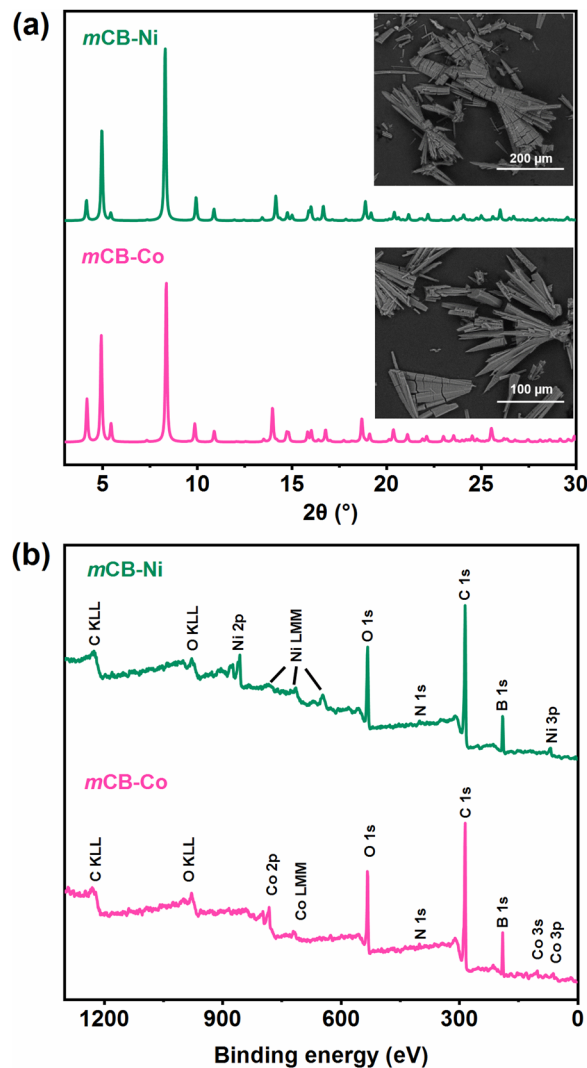 (a)
mCB-Ni
200 µm
mCB-Co
100 µm
5 10 15 20 25 30
2θ (°)
(b)
mCB-Ni
C KLL
O KLL
Ni 2p
Ni LMM
O 1s
N 1s
C 1s
B 1s
Ni 3p
mCB-Co
C KLL
O KLL
Co 2p
Co LMM
O 1s
N 1s
C 1s
B 1s
Co 3s
Co 3p
1200 900 600 300 0
Binding energy (eV)